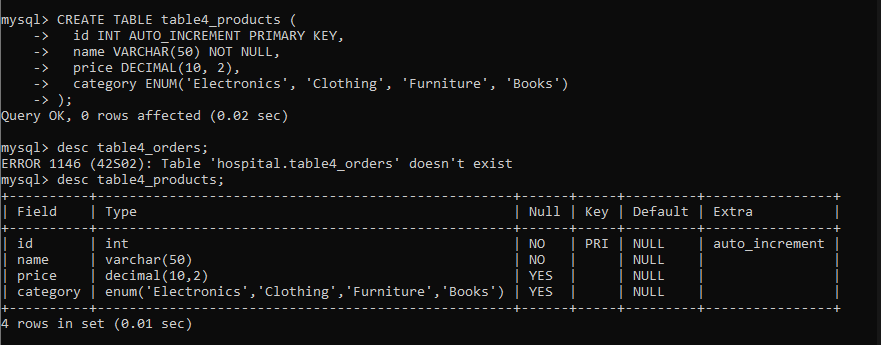 mysql> CREATE TABLE table4_products (
    ->   id INT AUTO_INCREMENT PRIMARY KEY,
    ->   name VARCHAR(50) NOT NULL,
    ->   price DECIMAL(10, 2),
    ->   category ENUM('Electronics', 'Clothing', 'Furniture', 'Books')
    -> );
Query OK, 0 rows affected (0.02 sec)
mysql> desc table4_orders;
ERROR 1146 (42S02): Table 'hospital.table4_orders' doesn't exist
mysql> desc table4_products;
+----------+---------------------------------------------------+------+-----+---------+----------------+
| Field    | Type                                              | Null | Key | Default | Extra          |
+----------+---------------------------------------------------+------+-----+---------+----------------+
| id       | int                                               | NO   | PRI | NULL    | auto_increment |
| name     | varchar(50)                                       | NO   |     | NULL    |                |
| price    | decimal(10,2)                                     | YES  |     | NULL    |                |
| category | enum('Electronics','Clothing','Furniture','Books') | YES  |     | NULL    |                |
+----------+---------------------------------------------------+------+-----+---------+----------------+
4 rows in set (0.01 sec)